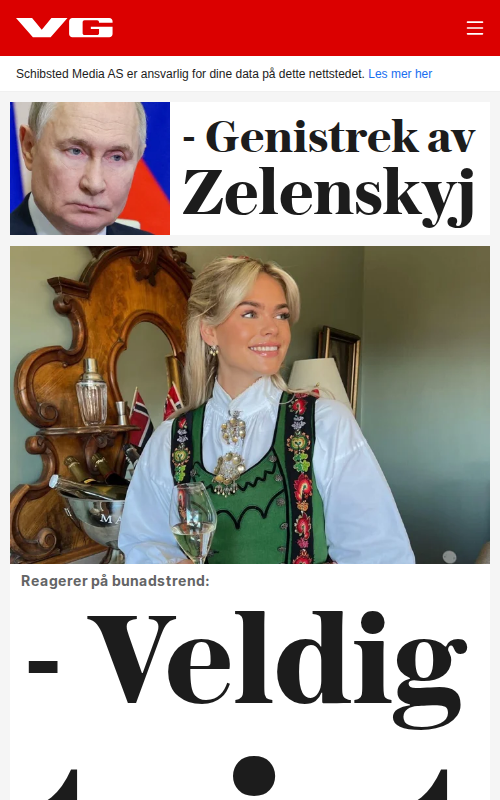 VG
Schibsted Media AS er ansvarlig for dine data på dette nettstedet. Les mer her
- Genistrek av
Zelenskyj
Reagerer på bunadstrend:
- Veldig